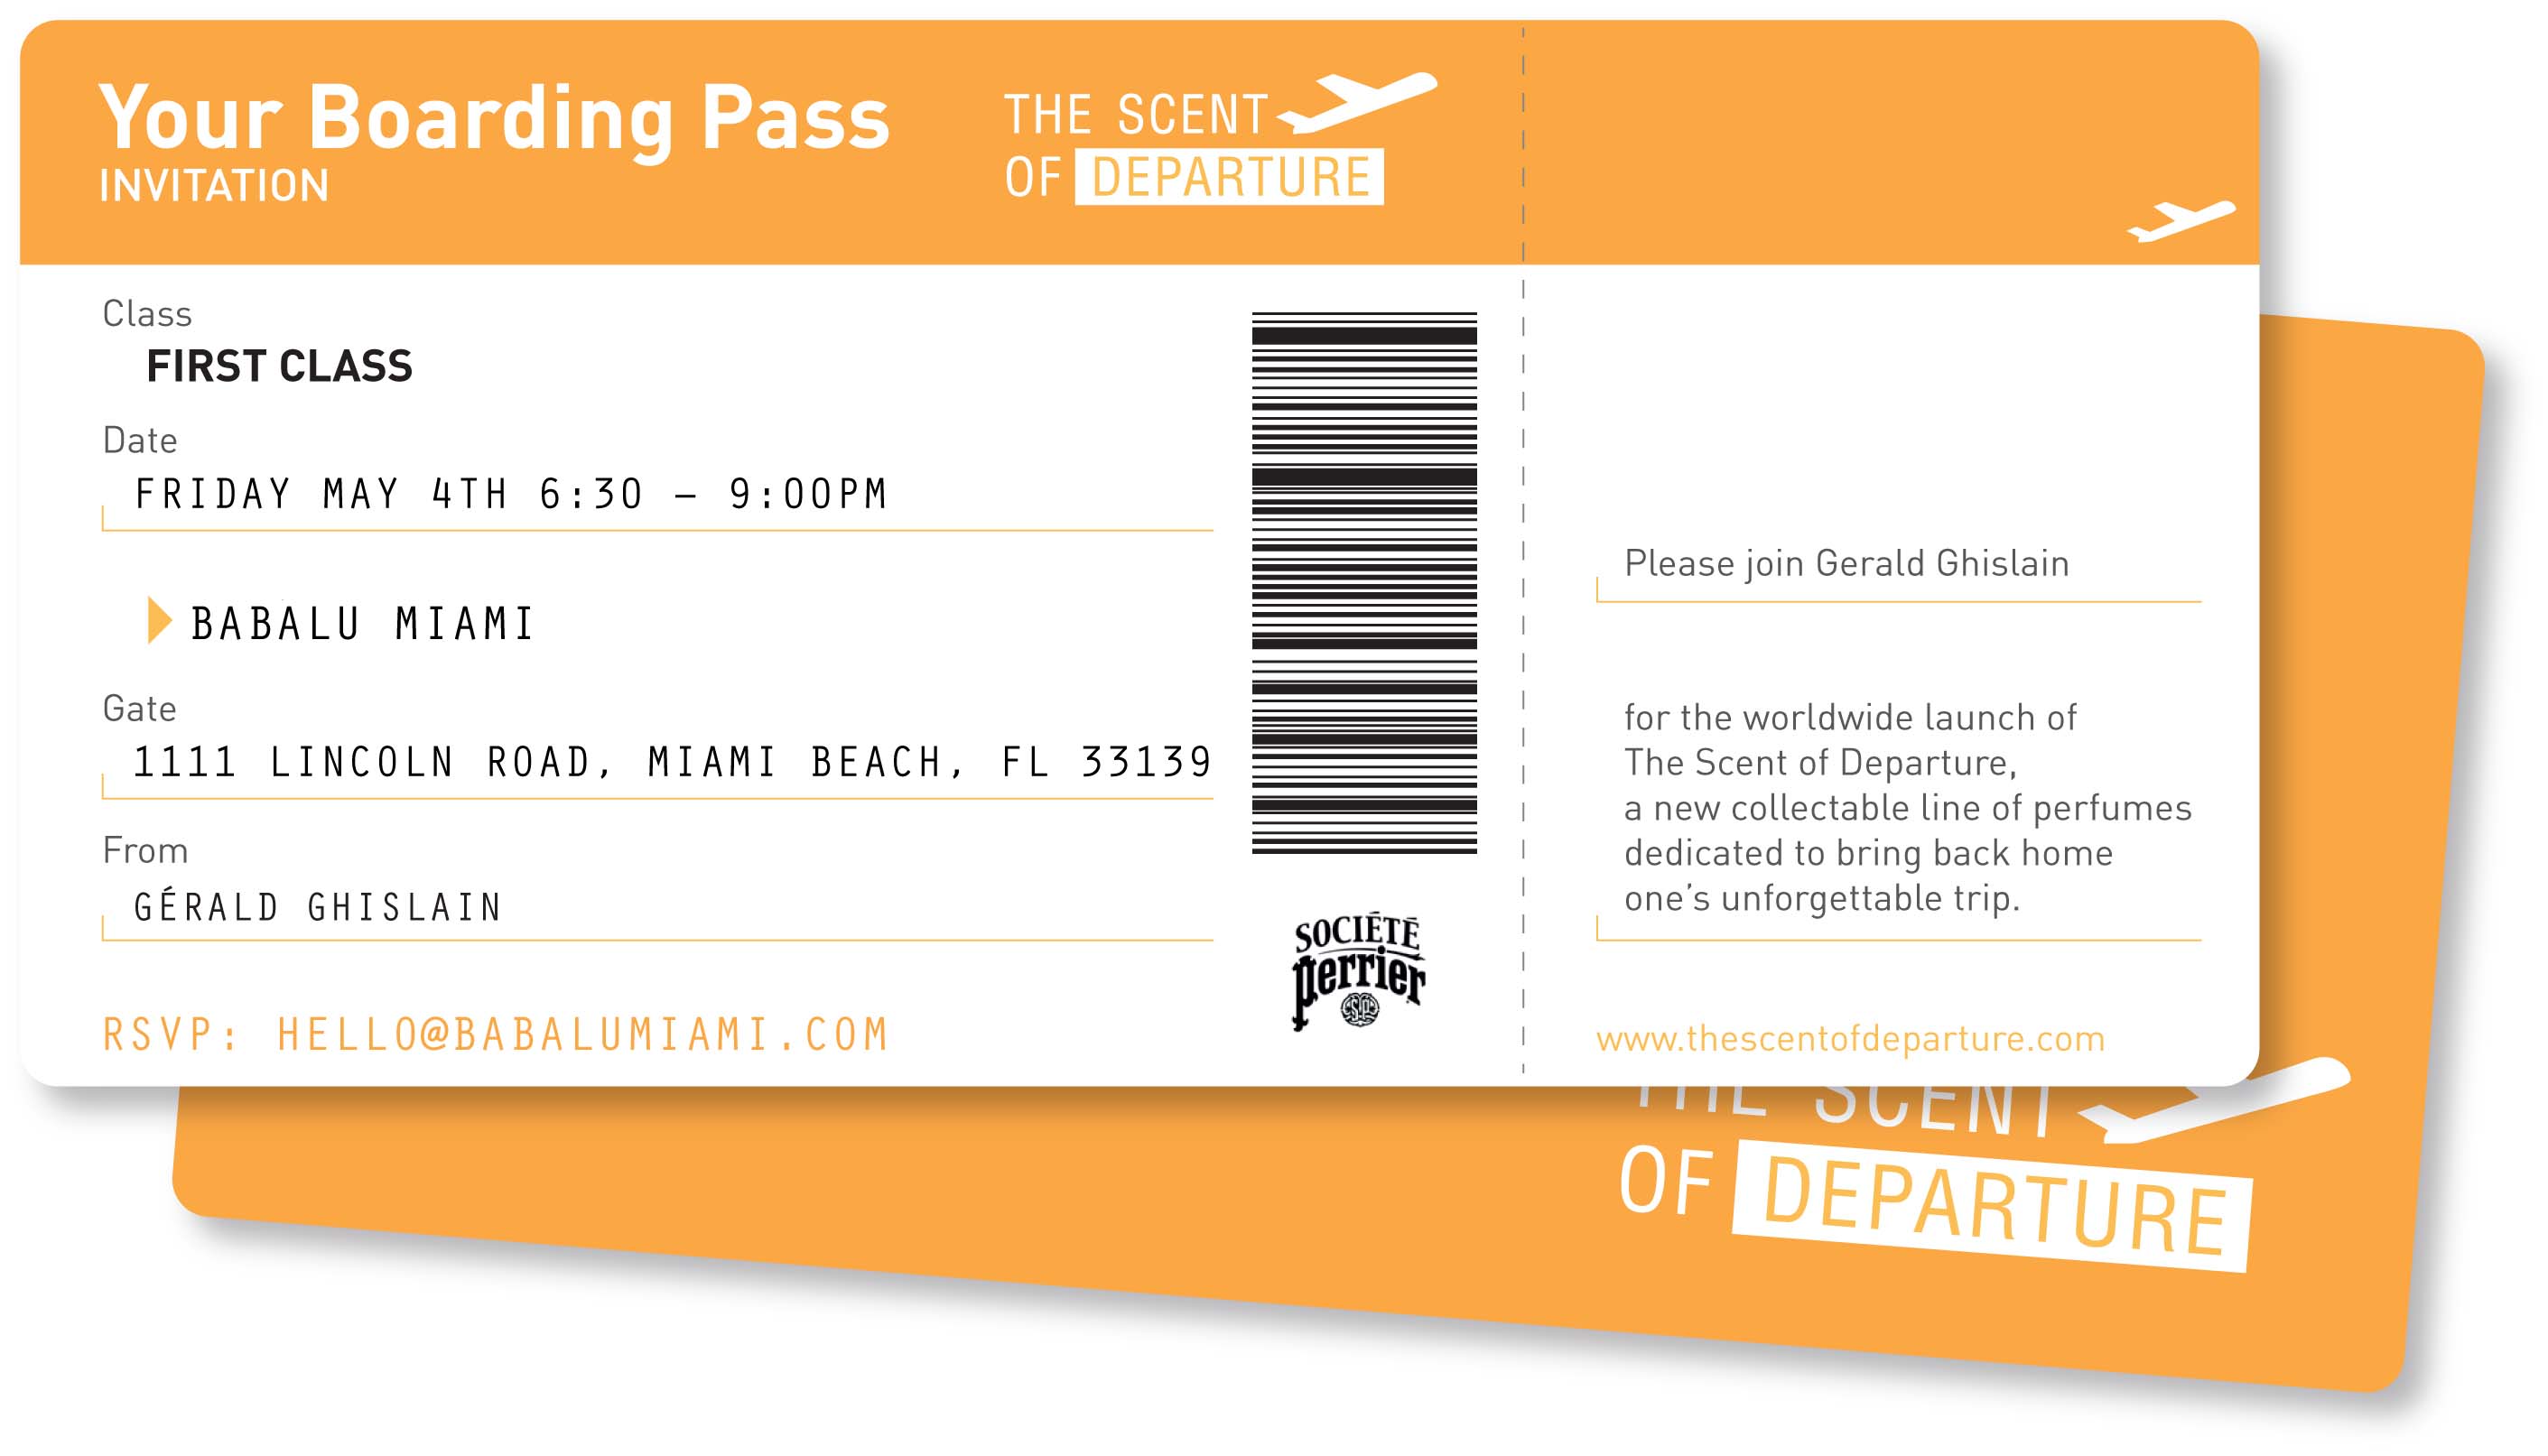 Your Boarding Pass
INVITATION
THE SCENT
OF DEPARTURE
Class
FIRST CLASS
Date
FRIDAY MAY 4TH 6:30 – 9:00PM
BABALU MIAMI
Gate
1111 LINCOLN ROAD, MIAMI BEACH, FL 33139
From
GÉRALD GHISLAIN
RSVP: HELLO@BABALUMIAMI.COM
SOCIÉTÉ
perrier
Please join Gerald Ghislain
for the worldwide launch of
The Scent of Departure,
a new collectable line of perfumes
dedicated to bring back home
one's unforgettable trip.
www.thescentofdeparture.com
THE SCENT
OF DEPARTURE